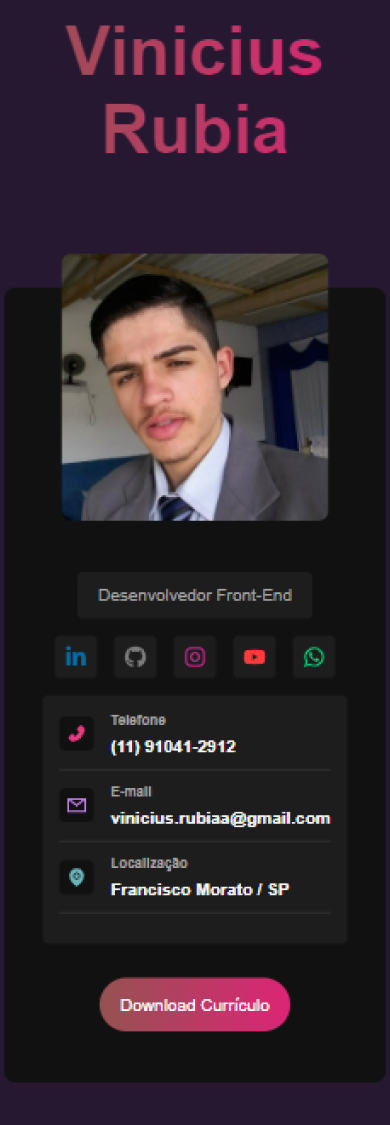 Vinicius
Rubia
Desenvolvedor Front-End
in
Telefone
(11) 91041-2912
E-mail
vinicius.rubiaa@gmail.com
Localização
Francisco Morato / SP
Download Currículo